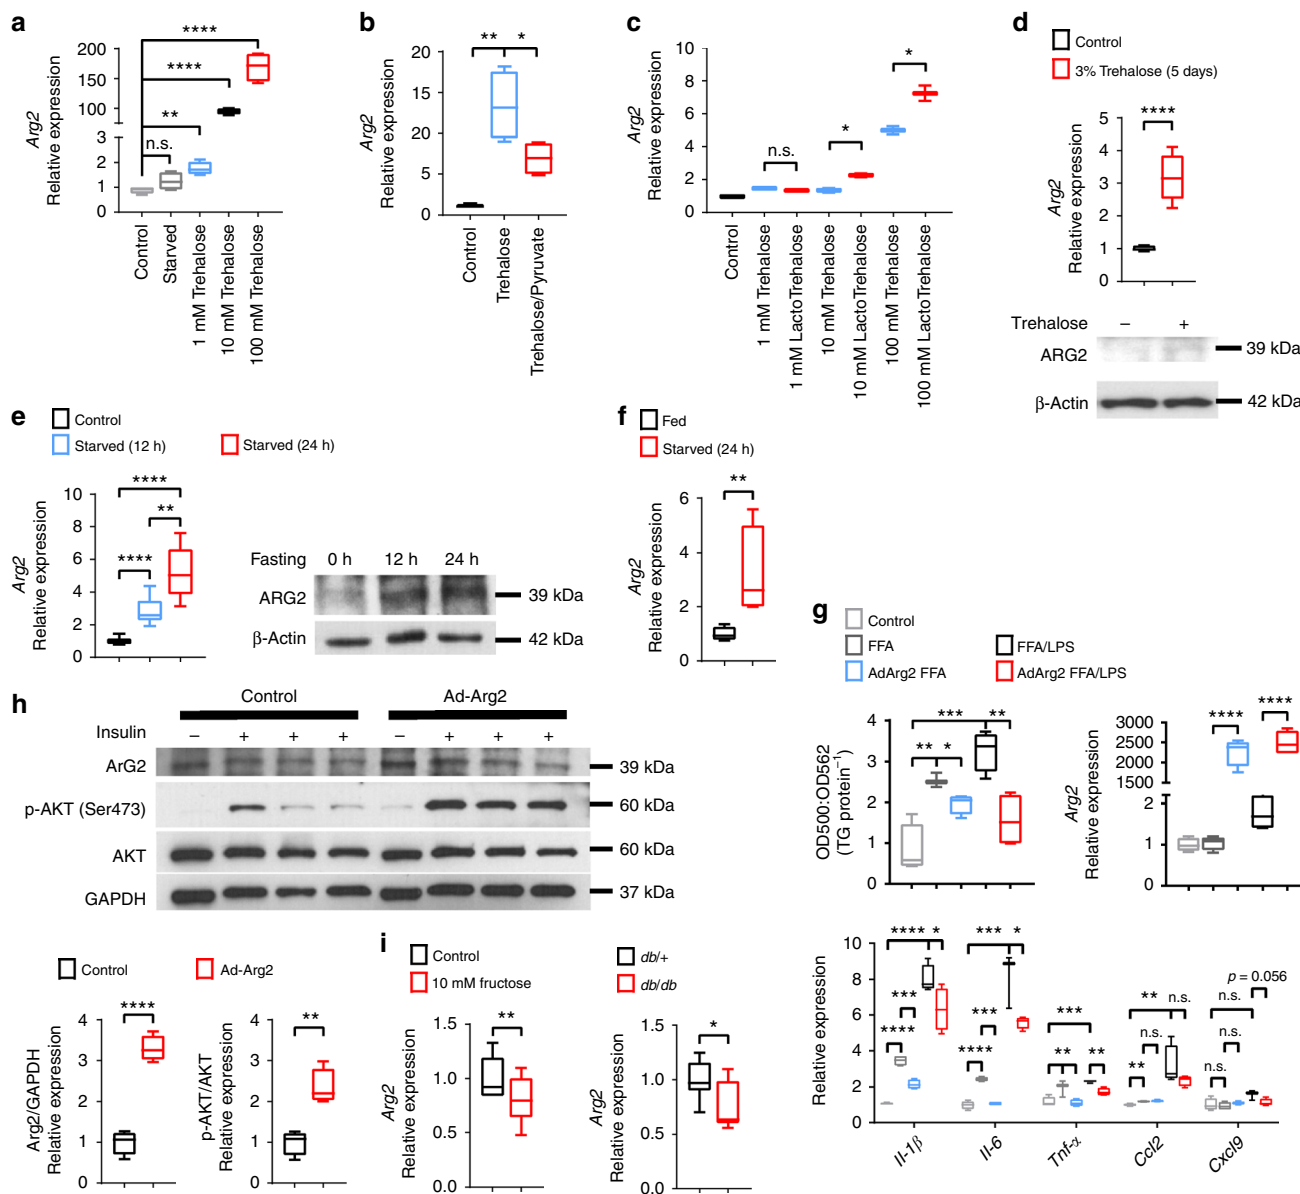 a
Arg2
Relative expression
200
150
100
3
2
1
0
****
****
**
n.s.
Control
Starved
1 mM Trehalose
10 mM Trehalose
100 mM Trehalose
b
Arg2
Relative expression
20
15
10
20
5
0
** *
Control
Trehalose
Trehalose/Pyruvate
c
Arg2
Relative expression
10
8
6
4
2
0
n.s.
*
*
Control
1 mM Trehalose
1 mM LactoTrehalose
10 mM Trehalose
10 mM LactoTrehalose
100 mM Trehalose
100 mM LactoTrehalose
d
Control
3% Trehalose (5 days)
Arg2
Relative expression
5
4
3
2
1
0
****
Trehalose − +
ARG2 39 kDa
β-Actin 42 kDa
e
Control
Starved (12 h) Starved (24 h)
Arg2
Relative expression
10
8
6
4
2
0
****
**
****
Fasting 0 h 12 h 24 h
ARG2 39 kDa
β-Actin 42 kDa
f
Fed
Starved (24 h)
Arg2
Relative expression
6
4
2
0
**
g
Control
FFA FFA/LPS
AdArg2 FFA AdArg2 FFA/LPS
OD500:OD562
(TG protein⁻¹)
4
3
2
1
0
*** **
** *
Arg2
Relative expression
3000
2500
2000
1500
2
1
0
****
****
Relative expression
10
8
6
4
2
0
**** *
***
****
*** *
***
****
***
** **
** n.s.
n.s.
**
p = 0.056
n.s.
n.s.
n.s.
Il-1β Il-6 Tnf-α Ccl2 Cxcl9
h
Control Ad-Arg2
Insulin − + + + − + + +
ArG2 39 kDa
p-AKT (Ser473) 60 kDa
AKT 60 kDa
GAPDH 37 kDa
Control Ad-Arg2
Arg2/GAPDH
Relative expression
4
3
2
1
0
****
p-AKT/AKT
Relative expression
4
3
2
1
0
**
i
Control
10 mM fructose
Arg2
Relative expression
1.5
1.0
0.5
0.0
**
db/+
db/db
Arg2
Relative expression
1.5
1.0
0.5
0.0
*